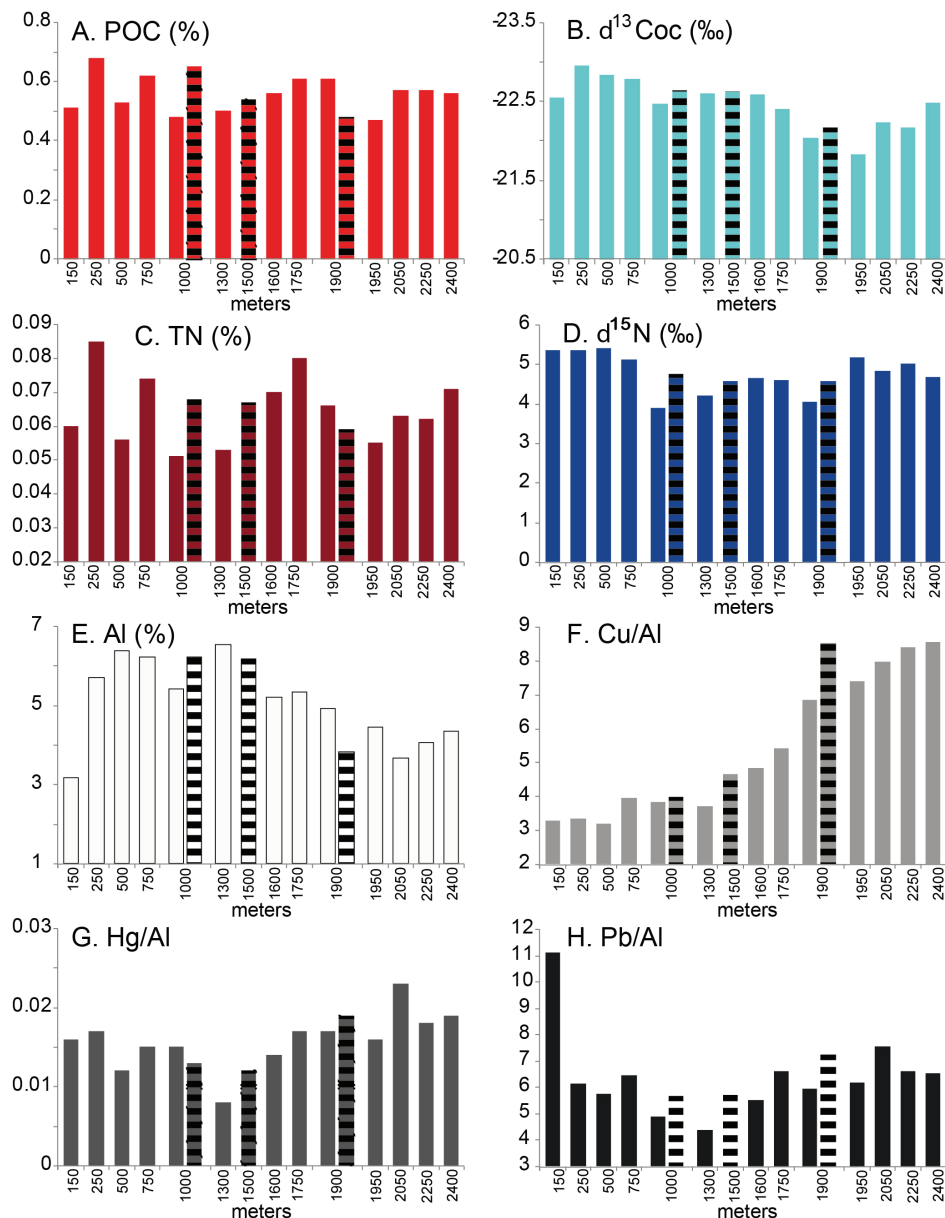 A. POC (%)
0.8
0.6
0.4
0.2
0
150 250 500 750 1000 1300 1500 1600 1750 1900 1950 2050 2250 2400
meters
B. d¹³Coc (‰)
-23.5
-22.5
-21.5
-20.5
150 250 500 750 1000 1300 1500 1600 1750 1900 1950 2050 2250 2400
meters
C. TN (%)
0.09
0.08
0.07
0.06
0.05
0.04
0.03
0.02
150 250 500 750 1000 1300 1500 1600 1750 1900 1950 2050 2250 2400
meters
D. d¹⁵N (‰)
6
5
4
3
2
1
0
150 250 500 750 1000 1300 1500 1600 1750 1900 1950 2050 2250 2400
meters
E. Al (%)
7
5
3
1
150 250 500 750 1000 1300 1500 1600 1750 1900 1950 2050 2250 2400
meters
F. Cu/Al
9
8
7
6
5
4
3
2
150 250 500 750 1000 1300 1500 1600 1750 1900 1950 2050 2250 2400
meters
G. Hg/Al
0.03
0.02
0.01
0
150 250 500 750 1000 1300 1500 1600 1750 1900 1950 2050 2250 2400
meters
H. Pb/Al
12
11
10
9
8
7
6
5
4
3
150 250 500 750 1000 1300 1500 1600 1750 1900 1950 2050 2250 2400
meters